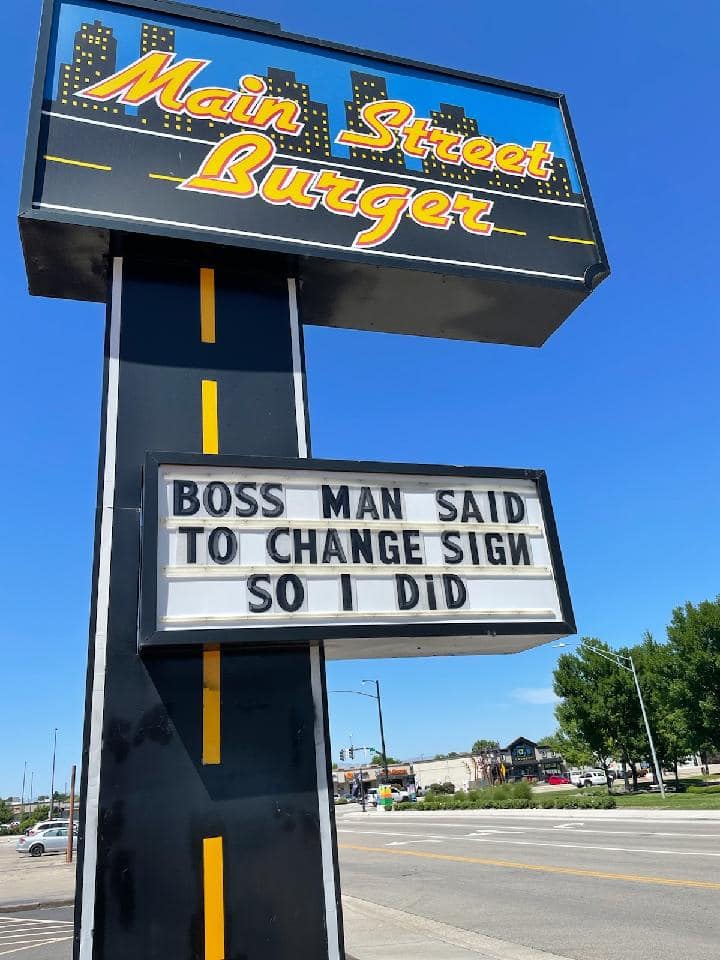 Main Street
Burger
BOSS MAN SAID
TO CHANGE SIGN
SO I DiD